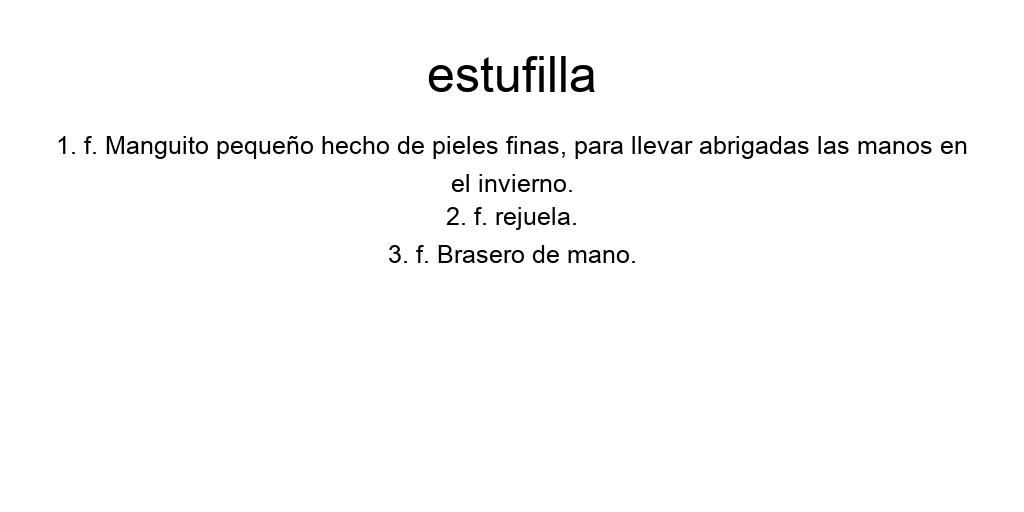 estufilla
1. f. Manguito pequeño hecho de pieles finas, para llevar abrigadas las manos en
el invierno.
2. f. rejuela.
3. f. Brasero de mano.